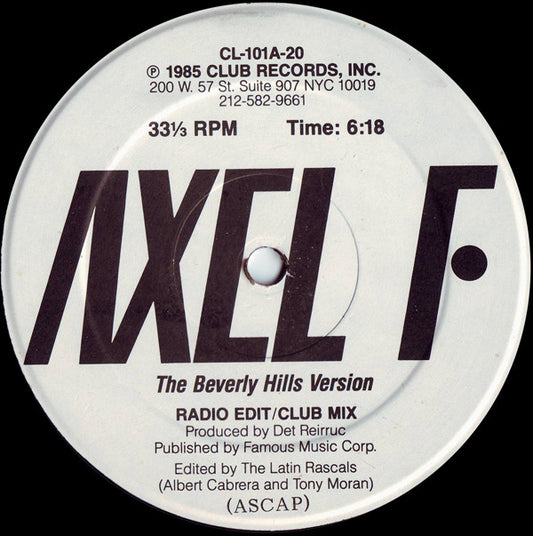 CL-101A-20
℗ 1985 CLUB RECORDS, INC.
200 W. 57 St. Suite 907 NYC 10019
212-582-9661
33⅓ RPM Time: 6:18
AXEL F.
The Beverly Hills Version
RADIO EDIT/CLUB MIX
Produced by Det Reirruc
Published by Famous Music Corp.
Edited by The Latin Rascals
(Albert Cabrera and Tony Moran)
(ASCAP)